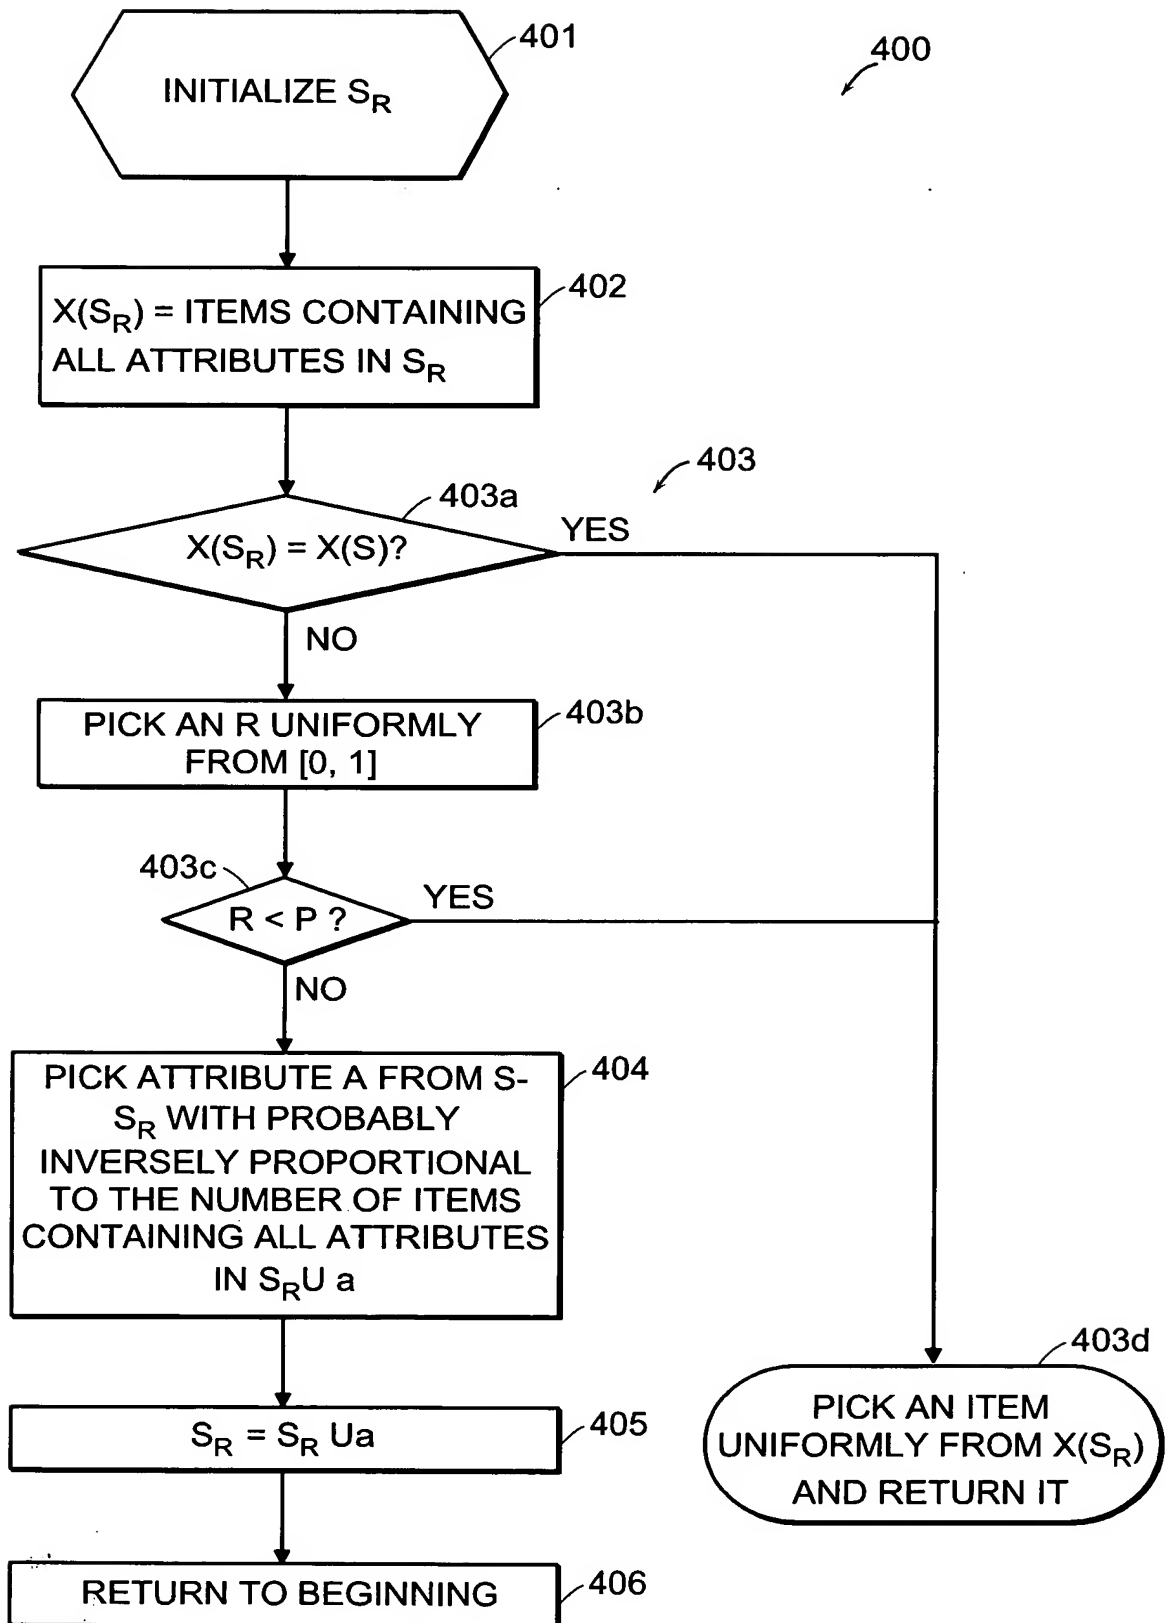 401
400
INITIALIZE S_R
402
X(S_R) = ITEMS CONTAINING
ALL ATTRIBUTES IN S_R
403
403a
YES
X(S_R) = X(S)?
NO
403b
PICK AN R UNIFORMLY
FROM [0, 1]
403c
YES
R < P ?
NO
404
PICK ATTRIBUTE A FROM S-
S_R WITH PROBABLY
INVERSELY PROPORTIONAL
TO THE NUMBER OF ITEMS
CONTAINING ALL ATTRIBUTES
IN S_R U a
403d
PICK AN ITEM
UNIFORMLY FROM X(S_R)
AND RETURN IT
405
S_R = S_R Ua
406
RETURN TO BEGINNING